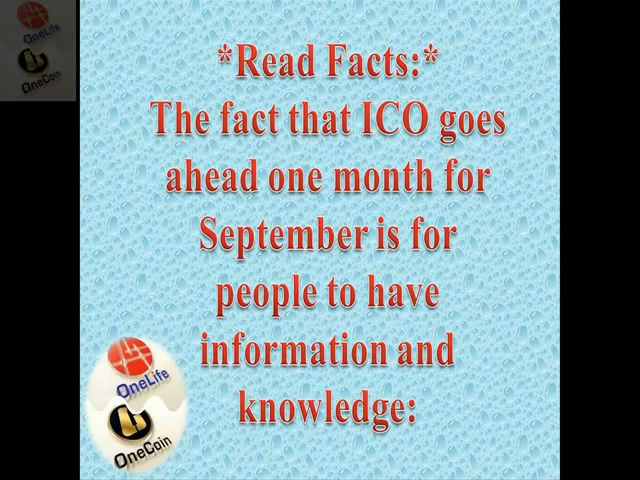 OneLife
OneCoin
*Read Facts:*
The fact that ICO goes
ahead one month for
September is for
people to have
information and
knowledge:
OneLife
OneCoin